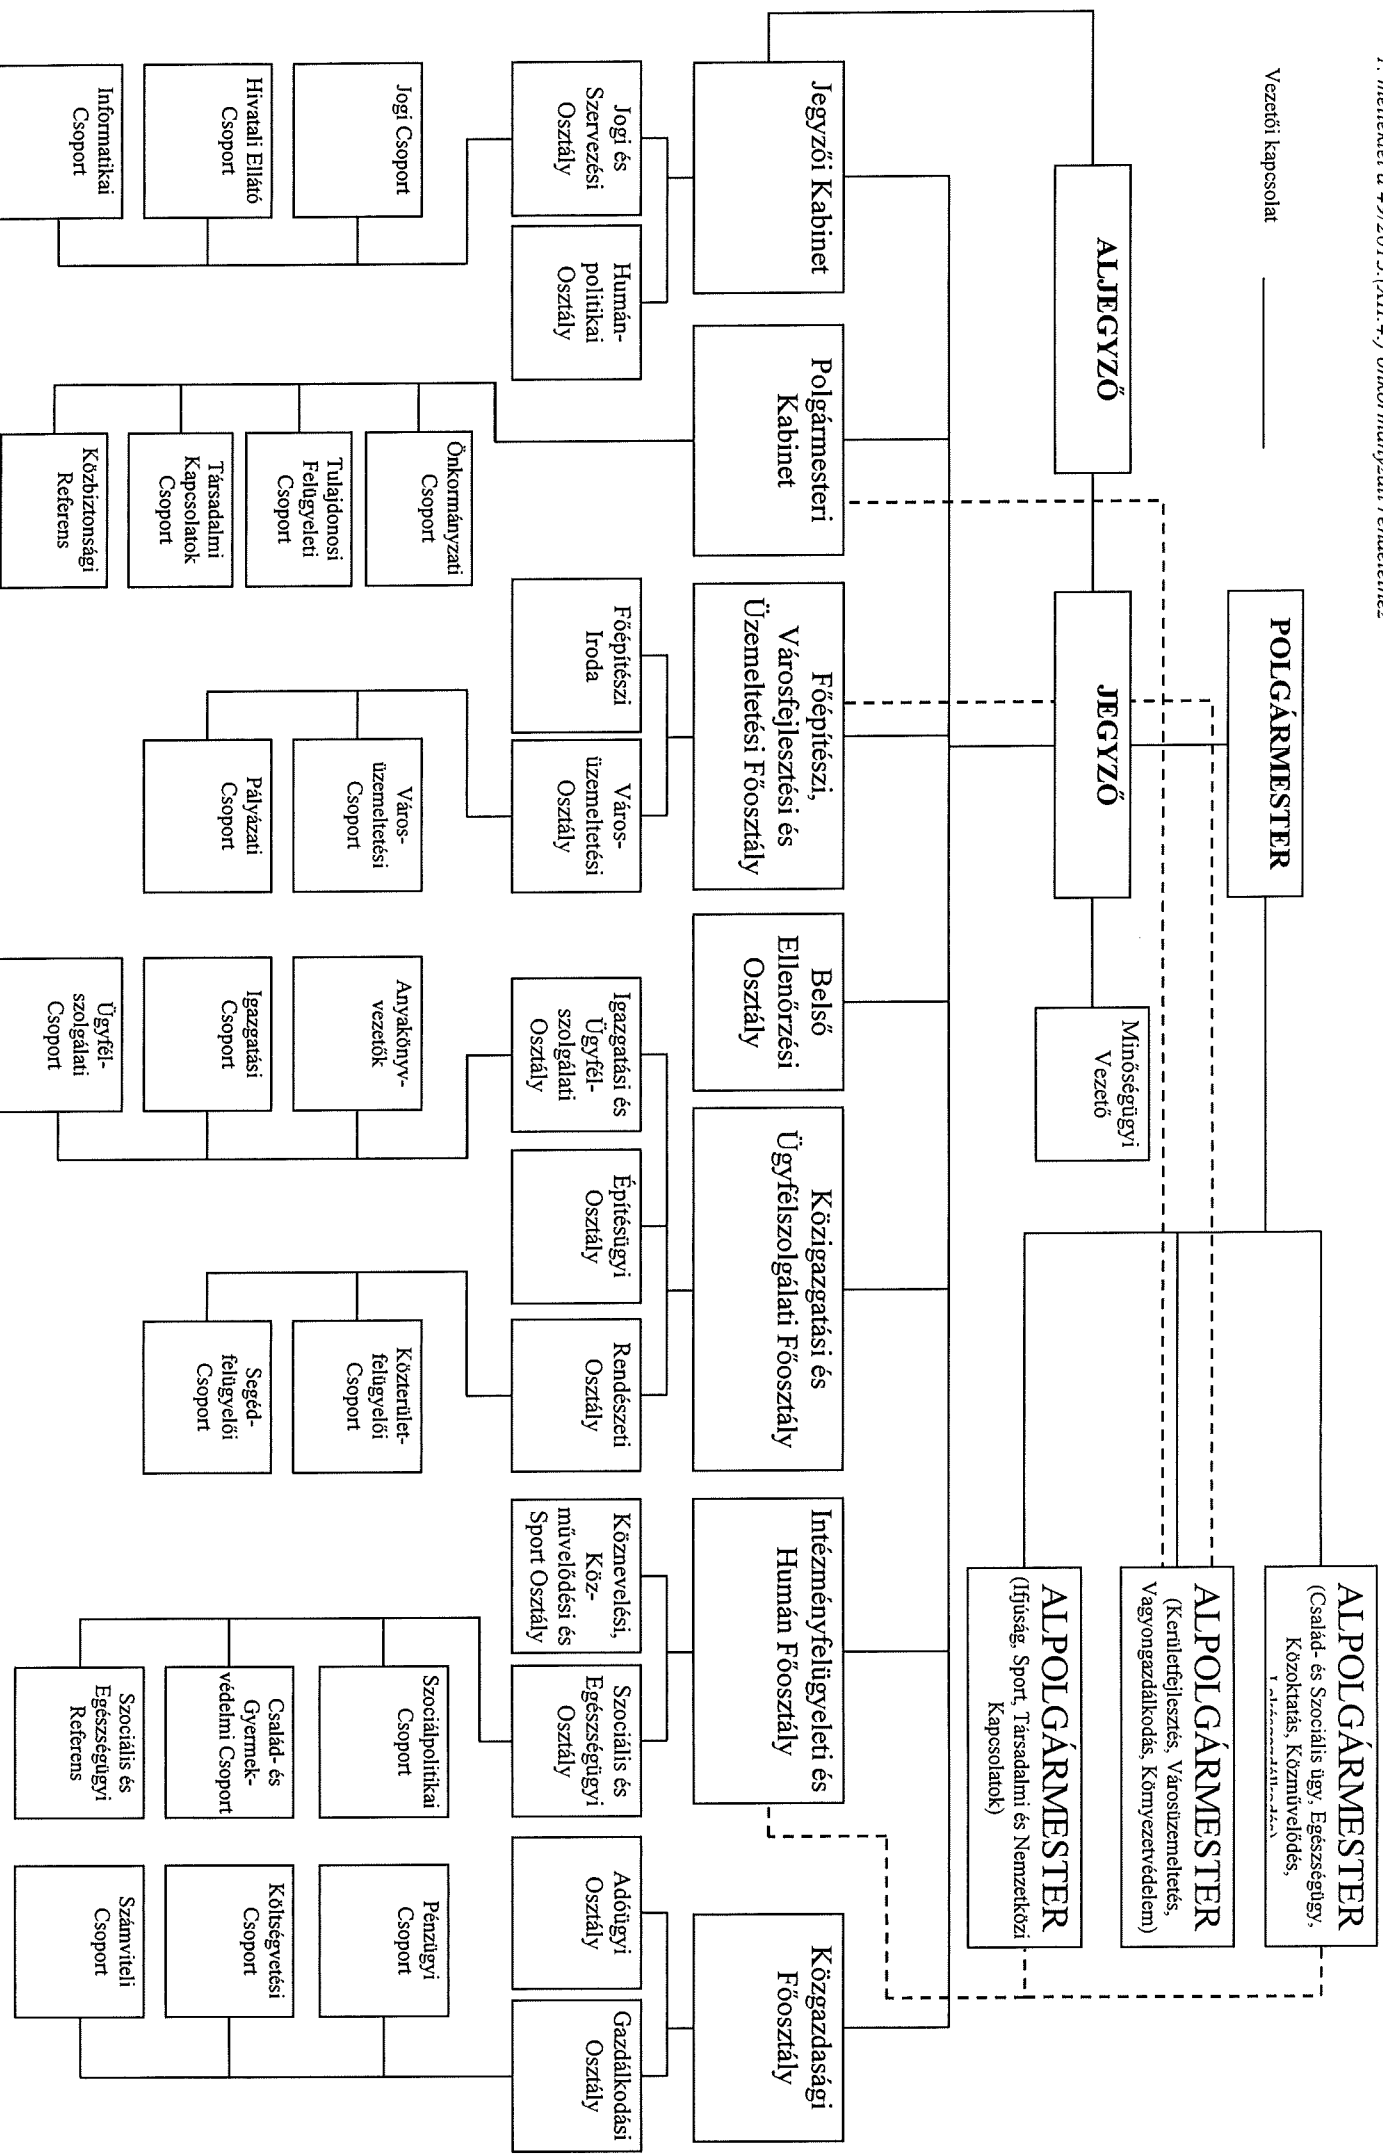 Vezetői kapcsolat
POLGÁRMESTER
ALPOLGÁRMESTER
(Család- és Szociális ügy, Egészségügy,
Közoktatás, Közművelődés,
ALPOLGÁRMESTER
(Kerületfejlesztés, Városüzemeltetés,
Vagyongazdálkodás, Környezetvédelem)
ALPOLGÁRMESTER
(Ifjúság, Sport, Társadalmi és Nemzetközi
Kapcsolatok)
ALJEGYZŐ
JEGYZŐ
Minőségügyi
Vezető
Jegyzői Kabinet
Polgármesteri
Kabinet
Főépítészi,
Városfejlesztési és
Üzemeltetési Főosztály
Belső
Ellenőrzési
Osztály
Közigazgatási és
Ügyfélszolgálati Főosztály
Intézményfelügyeleti és
Humán Főosztály
Közgazdasági
Főosztály
Jogi és
Szervezési
Osztály
Humán-
politikai
Osztály
Főépítészi
Iroda
Város-
üzemeltetési
Osztály
Igazgatási és
Ügyfél-
szolgálati
Osztály
Építésügyi
Osztály
Rendészeti
Osztály
Köznevelési,
Köz-
művelődési és
Sport Osztály
Szociális és
Egészségügyi
Osztály
Adóügyi
Osztály
Gazdálkodási
Osztály
Jogi Csoport
Hivatali Ellátó
Csoport
Informatikai
Csoport
Önkormányzati
Csoport
Tulajdonosi
Felügyeleti
Csoport
Társadalmi
Kapcsolatok
Csoport
Közbiztonsági
Referens
Város-
üzemeltetési
Csoport
Pályázati
Csoport
Anyakönyv-
vezetők
Igazgatási
Csoport
Ügyfél-
szolgálati
Csoport
Közterület-
felügyelői
Csoport
Segéd-
felügyelői
Csoport
Szociálpolitikai
Csoport
Család- és
Gyermek-
védelmi Csoport
Szociális és
Egészségügyi
Referens
Pénzügyi
Csoport
Költségvetési
Csoport
Számviteli
Csoport